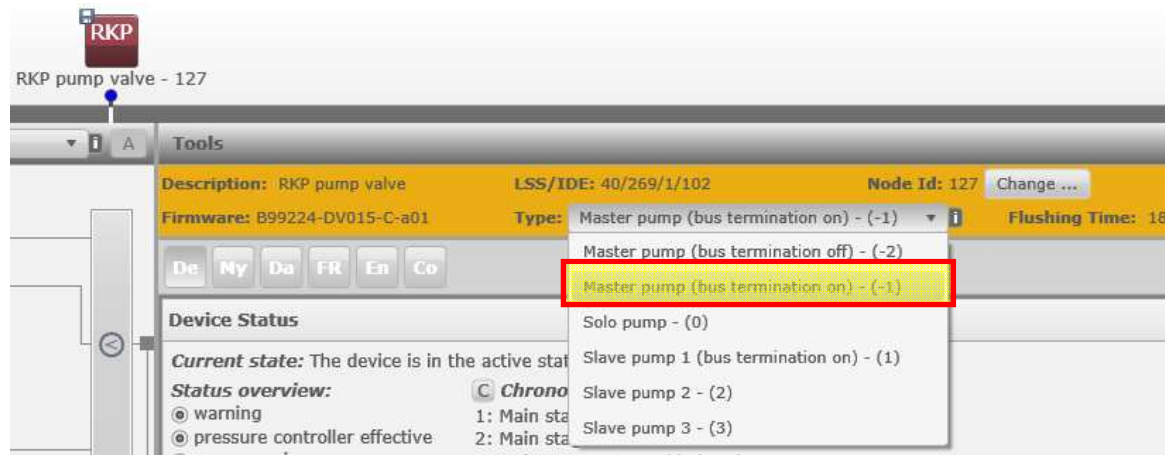 RKP
RKP pump valve - 127
A
Tools
Description: RKP pump valve LSS/IDE: 40/269/1/102 Node Id: 127 Change ...
Firmware: B99224-DV015-C-a01 Type: Master pump (bus termination on) - (-1) i Flushing Time: 18
Master pump (bus termination off) - (-2)
De My Da FR En Co
Master pump (bus termination on) - (-1)
Device Status
Solo pump - (0)
Current state: The device is in the active stat
Slave pump 1 (bus termination on) - (1)
Status overview: C Chrono
Slave pump 2 - (2)
warning 1: Main sta
Slave pump 3 - (3)
pressure controller effective 2: Main sta